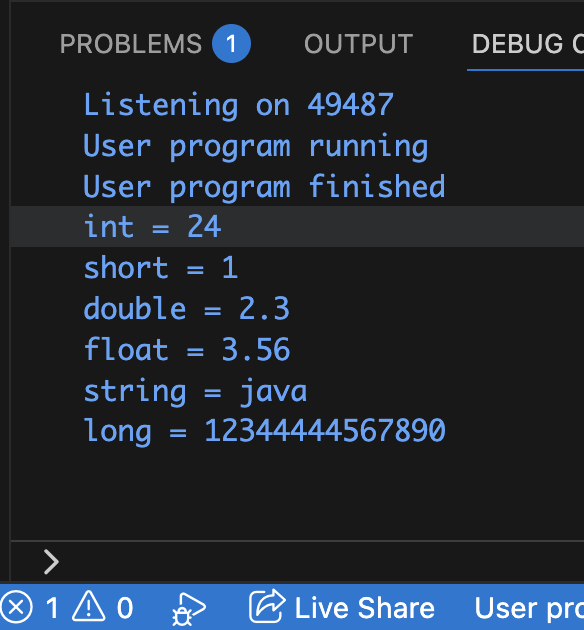 PROBLEMS 1 OUTPUT DEBUG C
Listening on 49487
User program running
User program finished
int = 24
short = 1
double = 2.3
float = 3.56
string = java
long = 12344444567890
1 0 Live Share User pro